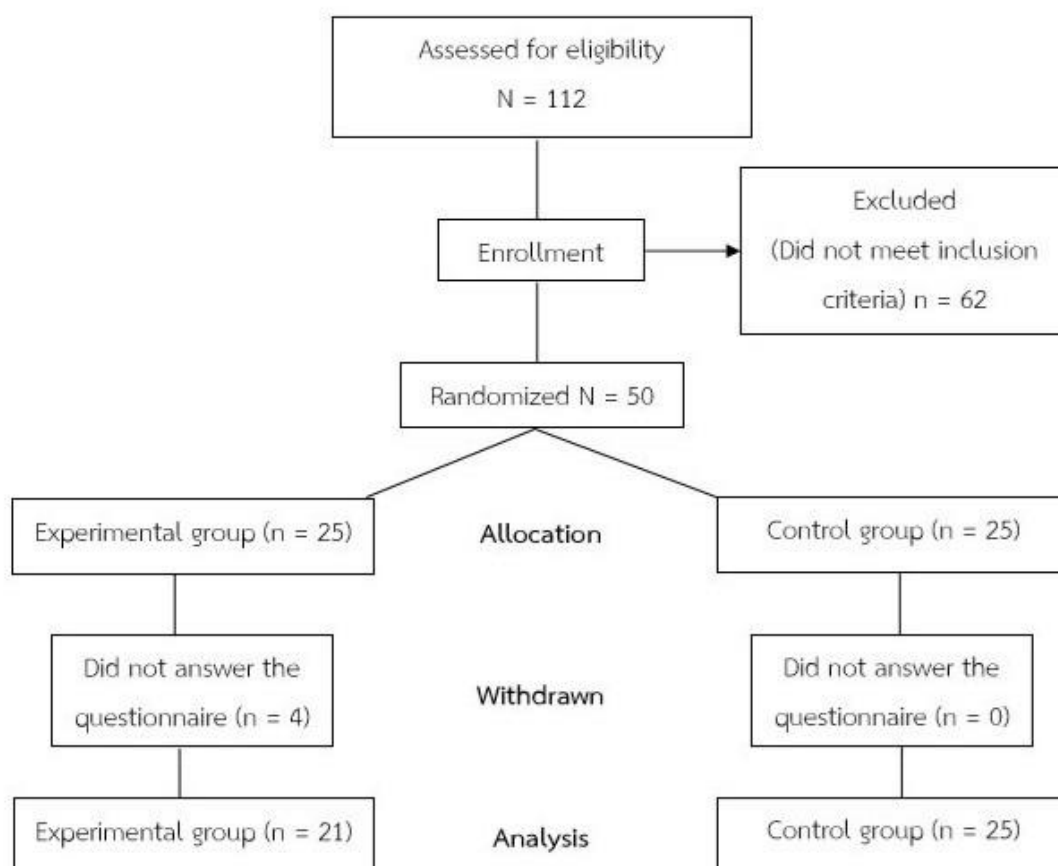 Assessed for eligibility
N = 112
Excluded
(Did not meet inclusion
criteria) n = 62
Enrollment
Randomized N = 50
Experimental group (n = 25)
Allocation
Control group (n = 25)
Did not answer the
questionnaire (n = 4)
Withdrawn
Did not answer the
questionnaire (n = 0)
Experimental group (n = 21)
Analysis
Control group (n = 25)